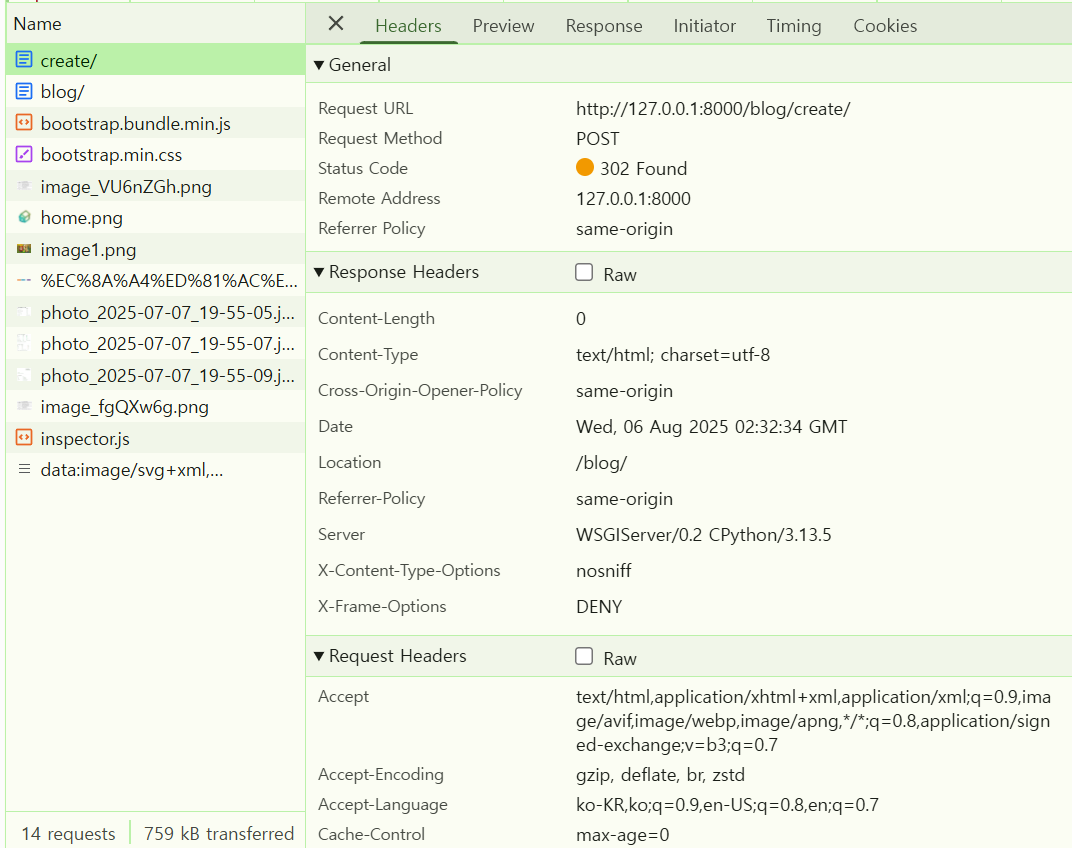 Name
create/
blog/
bootstrap.bundle.min.js
bootstrap.min.css
image_VU6nZGh.png
home.png
image1.png
%EC%8A%A4%ED%81%AC%E...
photo_2025-07-07_19-55-05.j...
photo_2025-07-07_19-55-07.j...
photo_2025-07-07_19-55-09.j...
image_fgQXw6g.png
inspector.js
data:image/svg+xml,...
14 requests 759 kB transferred
Headers Preview Response Initiator Timing Cookies
General
Request URL http://127.0.0.1:8000/blog/create/
Request Method POST
Status Code 302 Found
Remote Address 127.0.0.1:8000
Referrer Policy same-origin
Response Headers Raw
Content-Length 0
Content-Type text/html; charset=utf-8
Cross-Origin-Opener-Policy same-origin
Date Wed, 06 Aug 2025 02:32:34 GMT
Location /blog/
Referrer-Policy same-origin
Server WSGIServer/0.2 CPython/3.13.5
X-Content-Type-Options nosniff
X-Frame-Options DENY
Request Headers Raw
Accept text/html,application/xhtml+xml,application/xml;q=0.9,ima
ge/avif,image/webp,image/apng,*/*;q=0.8,application/sign
ed-exchange;v=b3;q=0.7
Accept-Encoding gzip, deflate, br, zstd
Accept-Language ko-KR,ko;q=0.9,en-US;q=0.8,en;q=0.7
Cache-Control max-age=0